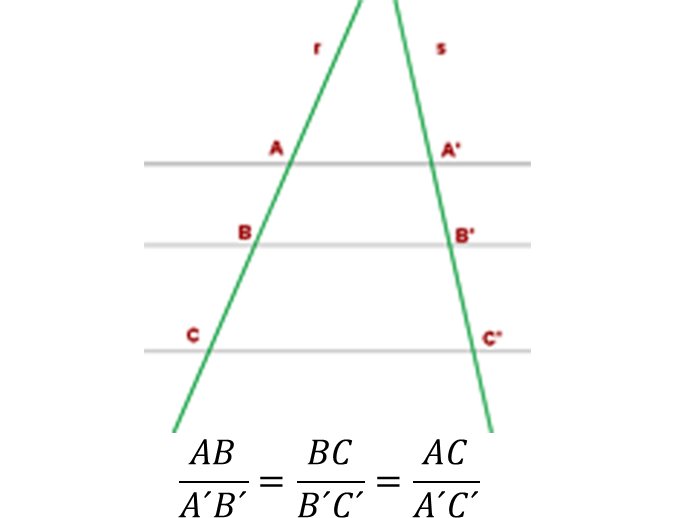 r s
A A'
B B'
C C'
AB/A´B´ = BC/B´C´ = AC/A´C´